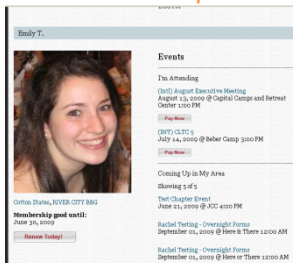 Emily T.
Events
I'm Attending
(Intl) August Executive Meeting
August 13, 2009 @ Capital Camps and Retreat
Center 1:00 PM
Pay Now
(INT) CLTC 5
July 14, 2009 @ Beber Camp 3:00 PM
Pay Now
Coming Up in My Area
Showing 5 of 5
Test Chapter Event
June 21, 2009 @ JCC 4:00 PM
Rachel Testing - Overnight Forms
September 01, 2009 @ Here & There 12:00 AM
Rachel Testing - Overnight Forms
September 01, 2009 @ Here or There 12:00 AM
Cotton States, RIVER CITY BBG
Membership good until:
June 30, 2009
Renew Today!